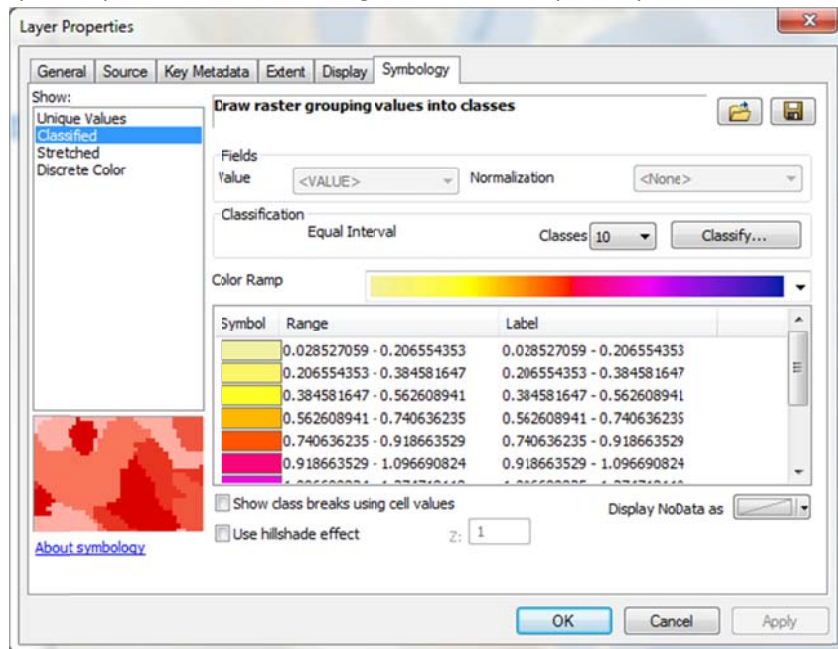 Layer Properties
General Source Key Metadata Extent Display Symbology
Show:
Unique Values
Classified
Stretched
Discrete Color
Draw raster grouping values into classes
Fields
Value <VALUE> Normalization <None>
Classification
Equal Interval Classes 10 Classify...
Color Ramp
Symbol Range Label
0.028527059 - 0.206554353 0.028527059 - 0.206554353
0.206554353 - 0.384581647 0.206554353 - 0.384581647
0.384581647 - 0.562608941 0.384581647 - 0.562608941
0.562608941 - 0.740636235 0.562608941 - 0.740636235
0.740636235 - 0.918663529 0.740636235 - 0.918663529
0.918663529 - 1.096690824 0.918663529 - 1.096690824
Show class breaks using cell values Display NoData as
Use hillshade effect Z: 1
About symbology
OK Cancel Apply